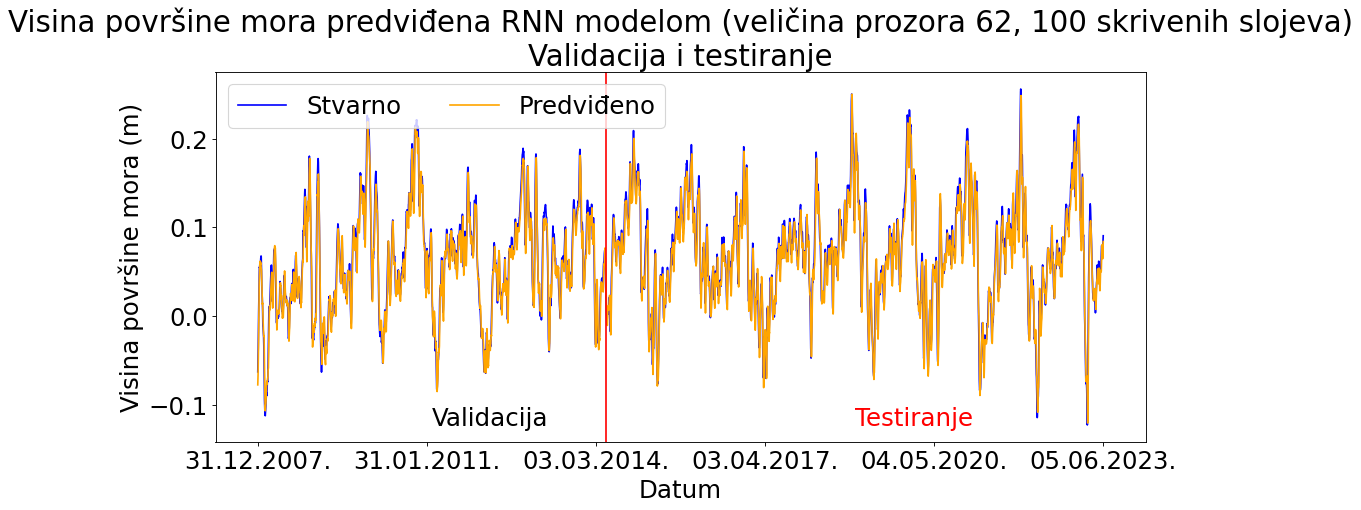 Visina površine mora predviđena RNN modelom (veličina prozora 62, 100 skrivenih slojeva)
Validacija i testiranje
Stvarno
Predviđeno
Visina površine mora (m)
0.2
0.1
0.0
−0.1
Validacija
Testiranje
31.12.2007.
31.01.2011.
03.03.2014.
03.04.2017.
04.05.2020.
05.06.2023.
Datum